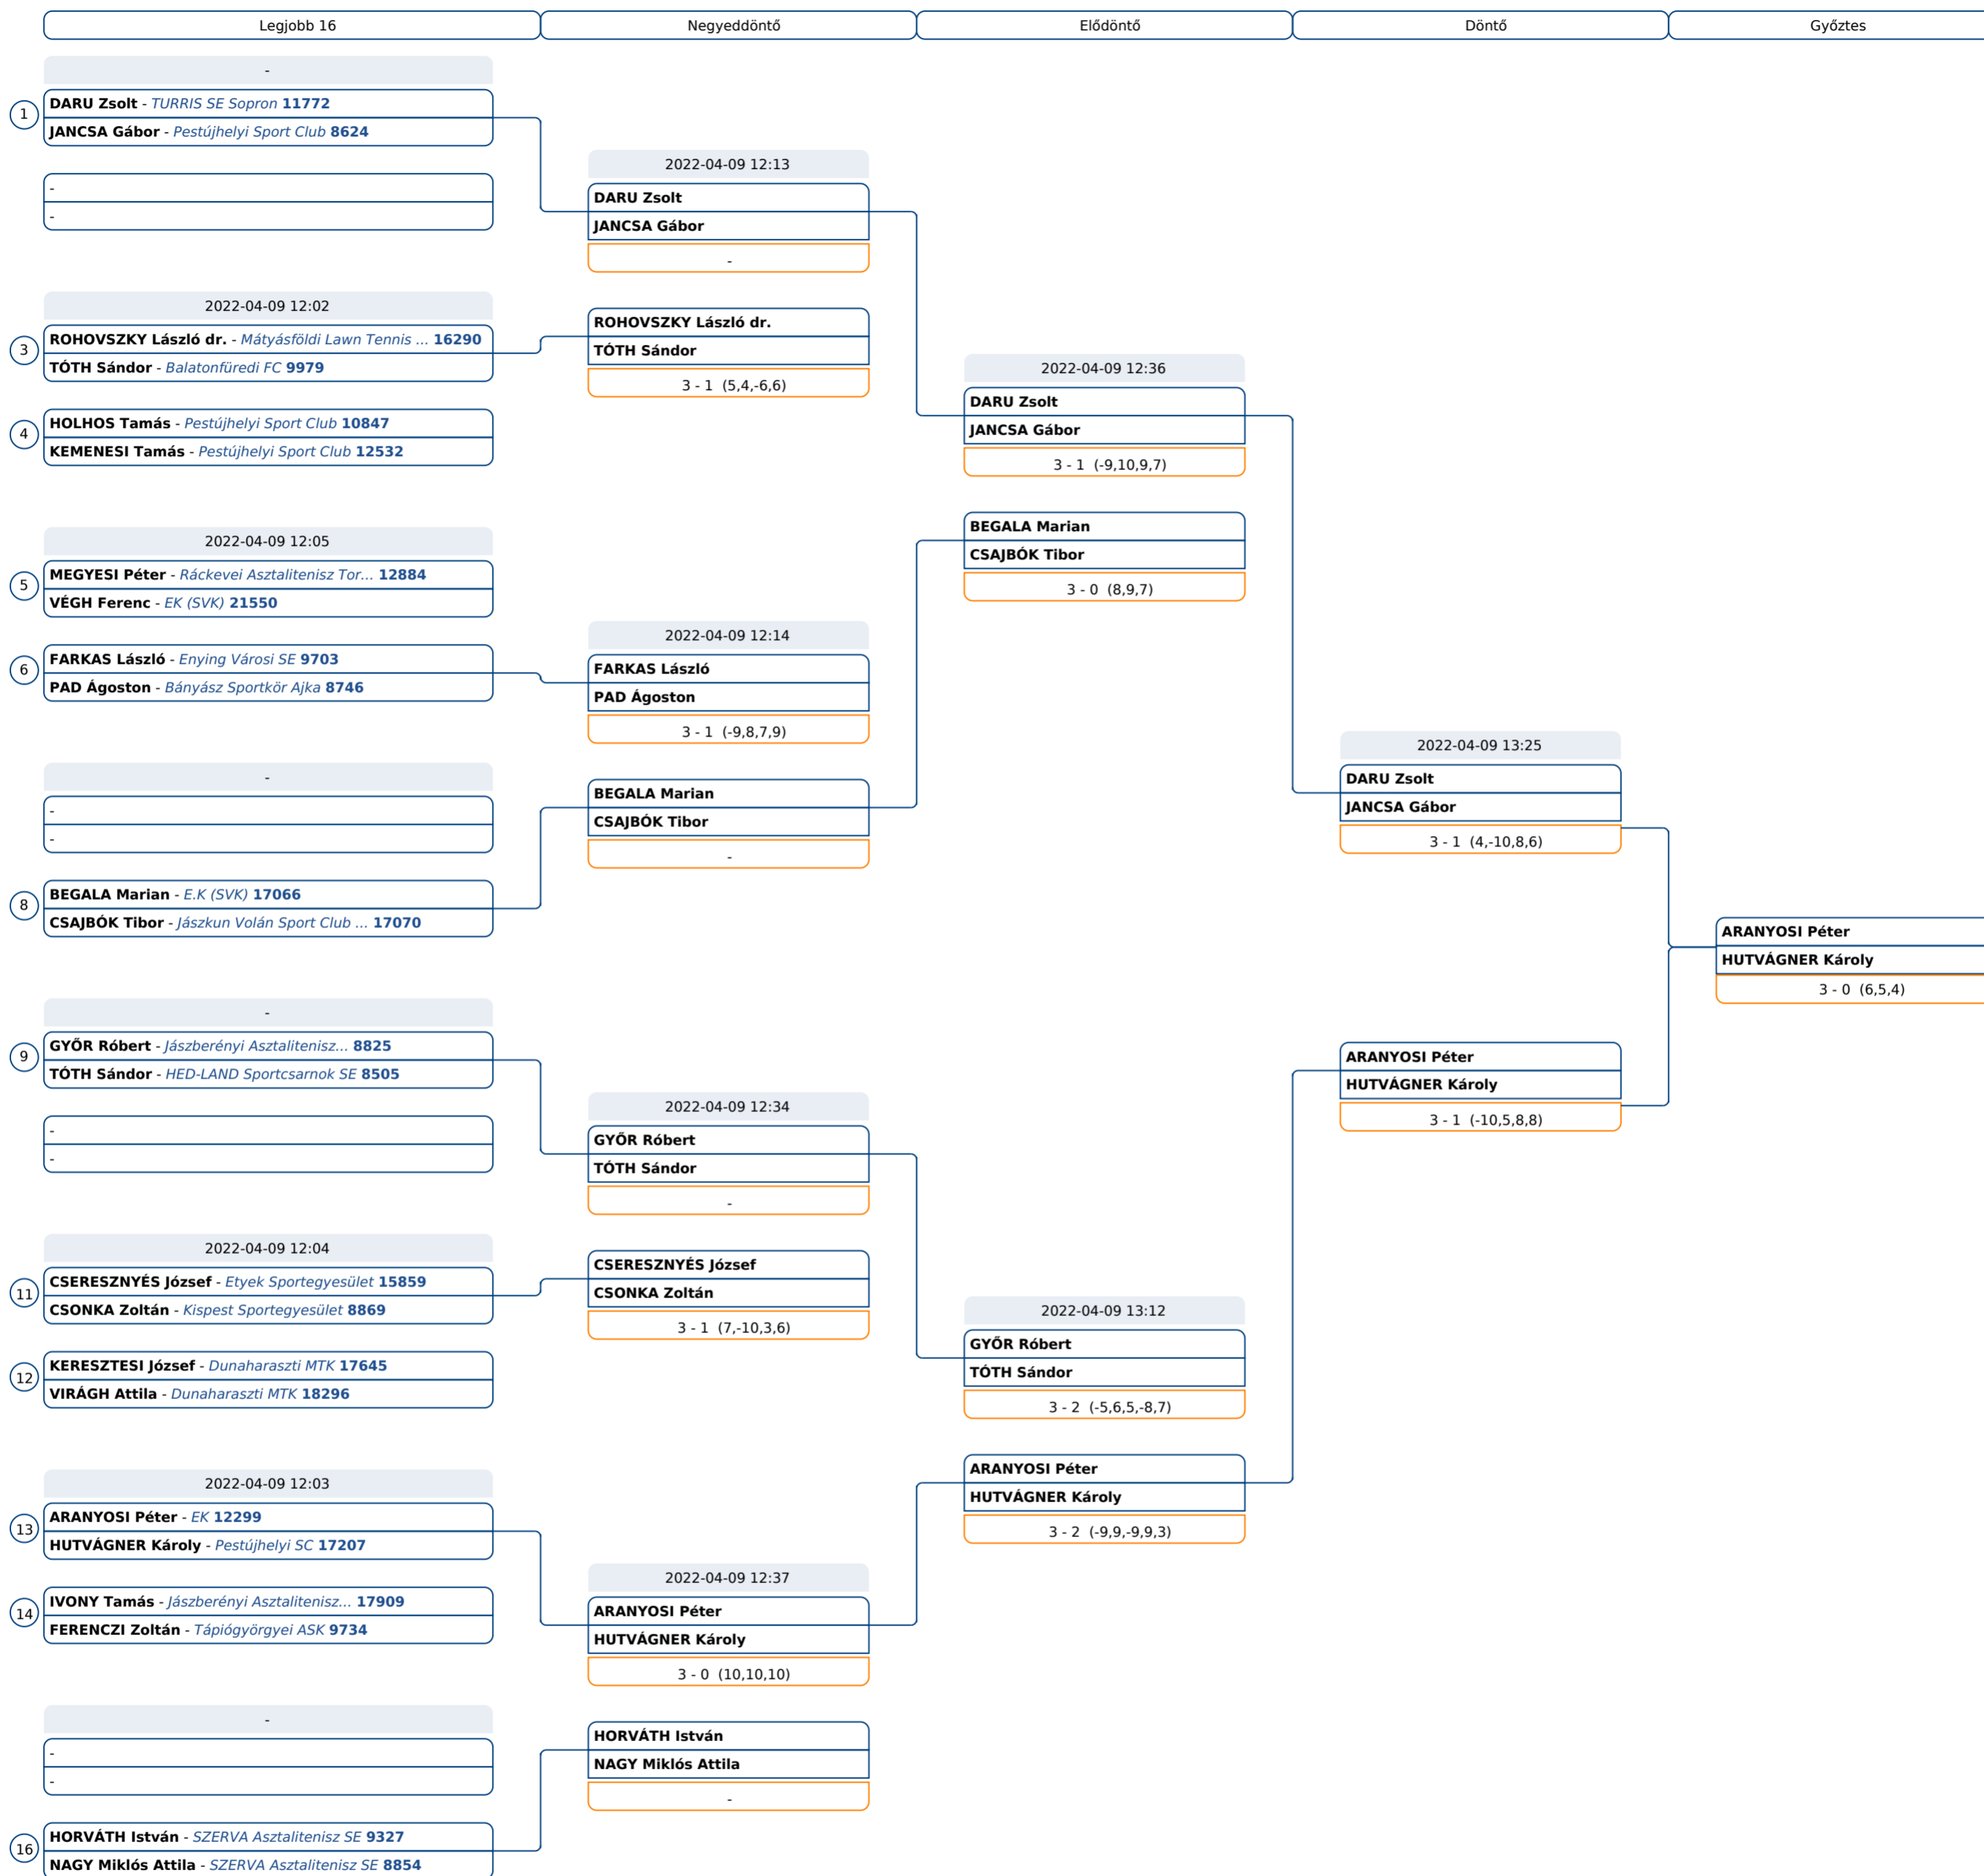 Legjobb 16
Negyeddöntő
Elődöntő
Döntő
Győztes
-
1
DARU Zsolt - TURRIS SE Sopron 11772
JANCSA Gábor - Pestújhelyi Sport Club 8624
-
-
2022-04-09 12:02
3
ROHOVSZKY László dr. - Mátyásföldi Lawn Tennis ... 16290
TÓTH Sándor - Balatonfüredi FC 9979
4
HOLHOS Tamás - Pestújhelyi Sport Club 10847
KEMENESI Tamás - Pestújhelyi Sport Club 12532
2022-04-09 12:05
5
MEGYESI Péter - Ráckevei Asztalitenisz Tor... 12884
VÉGH Ferenc - EK (SVK) 21550
6
FARKAS László - Enying Városi SE 9703
PAD Ágoston - Bányász Sportkör Ajka 8746
-
-
-
8
BEGALA Marian - E.K (SVK) 17066
CSAJBÓK Tibor - Jászkun Volán Sport Club ... 17070
-
9
GYŐR Róbert - Jászberényi Asztalitenisz... 8825
TÓTH Sándor - HED-LAND Sportcsarnok SE 8505
-
-
2022-04-09 12:04
11
CSERESZNYÉS József - Etyek Sportegyesület 15859
CSONKA Zoltán - Kispest Sportegyesület 8869
12
KERESZTESI József - Dunaharaszti MTK 17645
VIRÁGH Attila - Dunaharaszti MTK 18296
2022-04-09 12:03
13
ARANYOSI Péter - EK 12299
HUTVÁGNER Károly - Pestújhelyi SC 17207
14
IVONY Tamás - Jászberényi Asztalitenisz... 17909
FERENCZI Zoltán - Tápiógyörgyei ASK 9734
-
-
-
16
HORVÁTH István - SZERVA Asztalitenisz SE 9327
NAGY Miklós Attila - SZERVA Asztalitenisz SE 8854
2022-04-09 12:13
DARU Zsolt
JANCSA Gábor
-
ROHOVSZKY László dr.
TÓTH Sándor
3 - 1 (5,4,-6,6)
2022-04-09 12:14
FARKAS László
PAD Ágoston
3 - 1 (-9,8,7,9)
BEGALA Marian
CSAJBÓK Tibor
-
2022-04-09 12:34
GYŐR Róbert
TÓTH Sándor
-
CSERESZNYÉS József
CSONKA Zoltán
3 - 1 (7,-10,3,6)
2022-04-09 12:37
ARANYOSI Péter
HUTVÁGNER Károly
3 - 0 (10,10,10)
HORVÁTH István
NAGY Miklós Attila
-
2022-04-09 12:36
DARU Zsolt
JANCSA Gábor
3 - 1 (-9,10,9,7)
BEGALA Marian
CSAJBÓK Tibor
3 - 0 (8,9,7)
2022-04-09 13:12
GYŐR Róbert
TÓTH Sándor
3 - 2 (-5,6,5,-8,7)
ARANYOSI Péter
HUTVÁGNER Károly
3 - 2 (-9,9,-9,9,3)
2022-04-09 13:25
DARU Zsolt
JANCSA Gábor
3 - 1 (4,-10,8,6)
ARANYOSI Péter
HUTVÁGNER Károly
3 - 1 (-10,5,8,8)
ARANYOSI Péter
HUTVÁGNER Károly
3 - 0 (6,5,4)